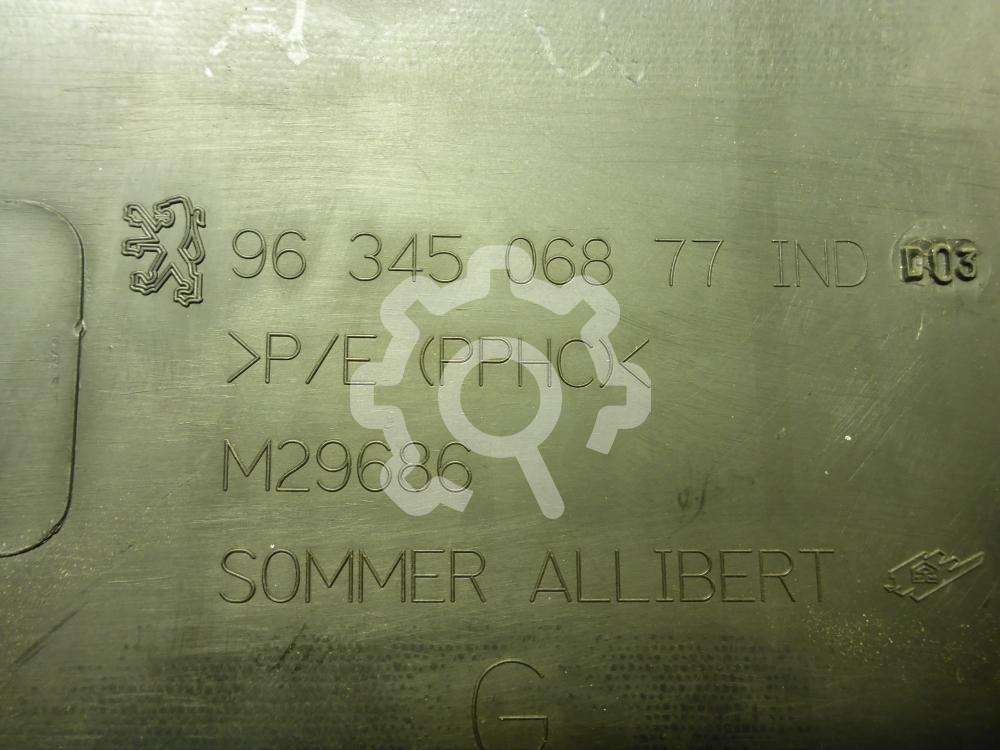 96 345 068 77 IND D03
>P/E (PPHC)<
M29686
SOMMER ALLIBERT
G